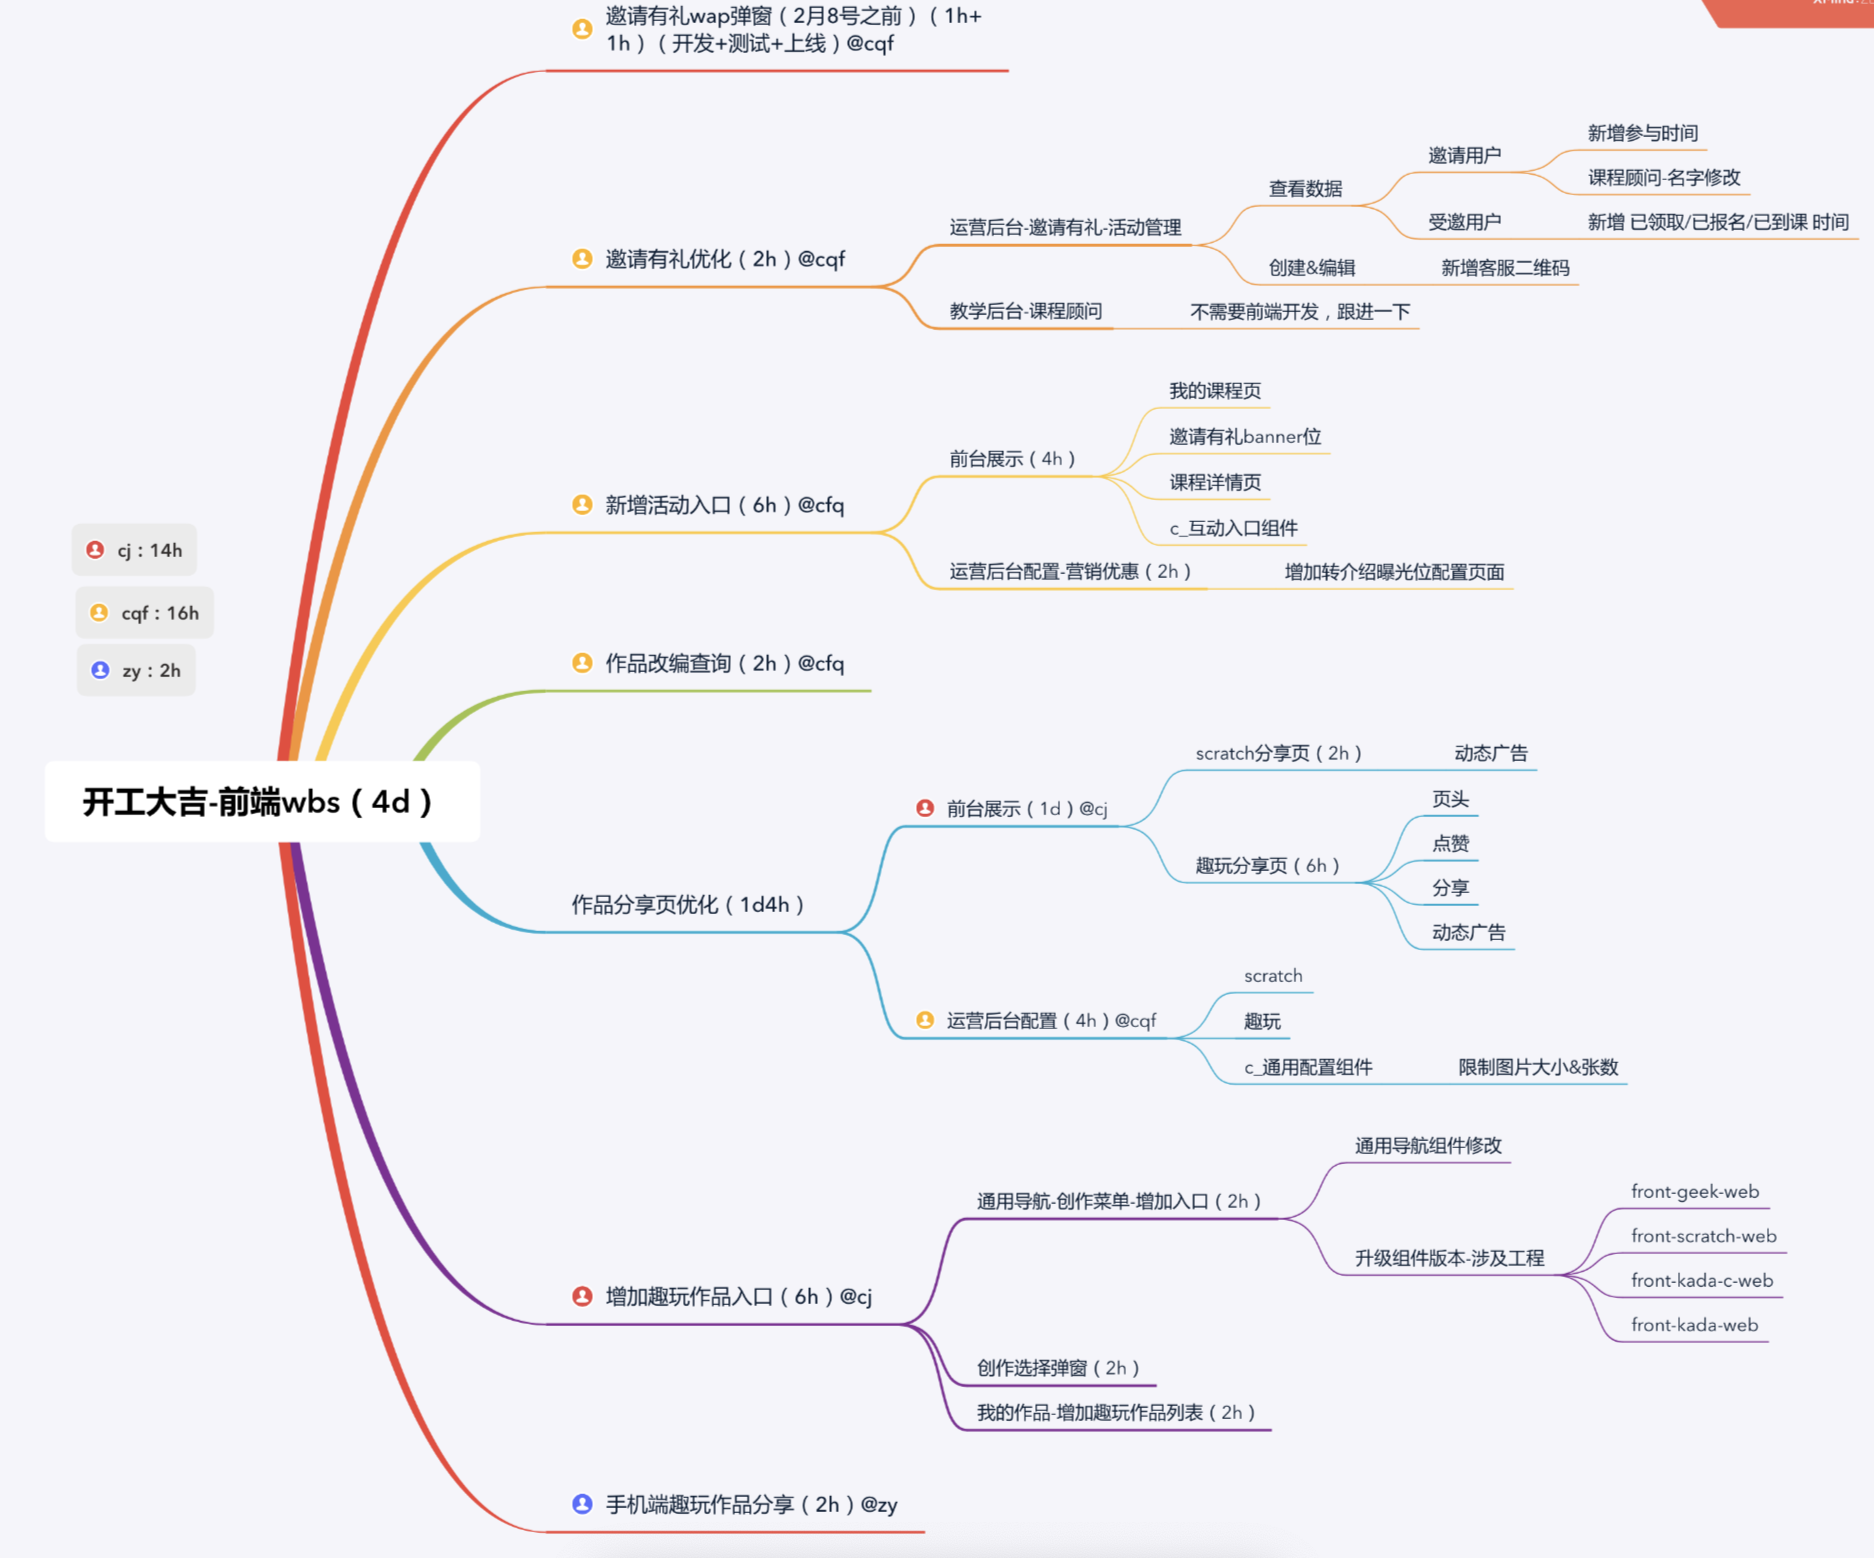 邀请有礼wap弹窗（2月8号之前）（1h+
1h）（开发+测试+上线）@cqf
邀请有礼优化（2h）@cqf
运营后台-邀请有礼-活动管理
查看数据
邀请用户
新增参与时间
课程顾问-名字修改
受邀用户
新增 已领取/已报名/已到课 时间
创建&编辑
新增客服二维码
教学后台-课程顾问
不需要前端开发，跟进一下
新增活动入口（6h）@cfq
前台展示（4h）
我的课程页
邀请有礼banner位
课程详情页
c_互动入口组件
运营后台配置-营销优惠（2h）
增加转介绍曝光位配置页面
cj：14h
cqf：16h
zy：2h
作品改编查询（2h）@cfq
开工大吉-前端wbs（4d）
作品分享页优化（1d4h）
前台展示（1d）@cj
scratch分享页（2h）
动态广告
趣玩分享页（6h）
页头
点赞
分享
动态广告
运营后台配置（4h）@cqf
scratch
趣玩
c_通用配置组件
限制图片大小&张数
增加趣玩作品入口（6h）@cj
通用导航-创作菜单-增加入口（2h）
通用导航组件修改
升级组件版本-涉及工程
front-geek-web
front-scratch-web
front-kada-c-web
front-kada-web
创作选择弹窗（2h）
我的作品-增加趣玩作品列表（2h）
手机端趣玩作品分享（2h）@zy